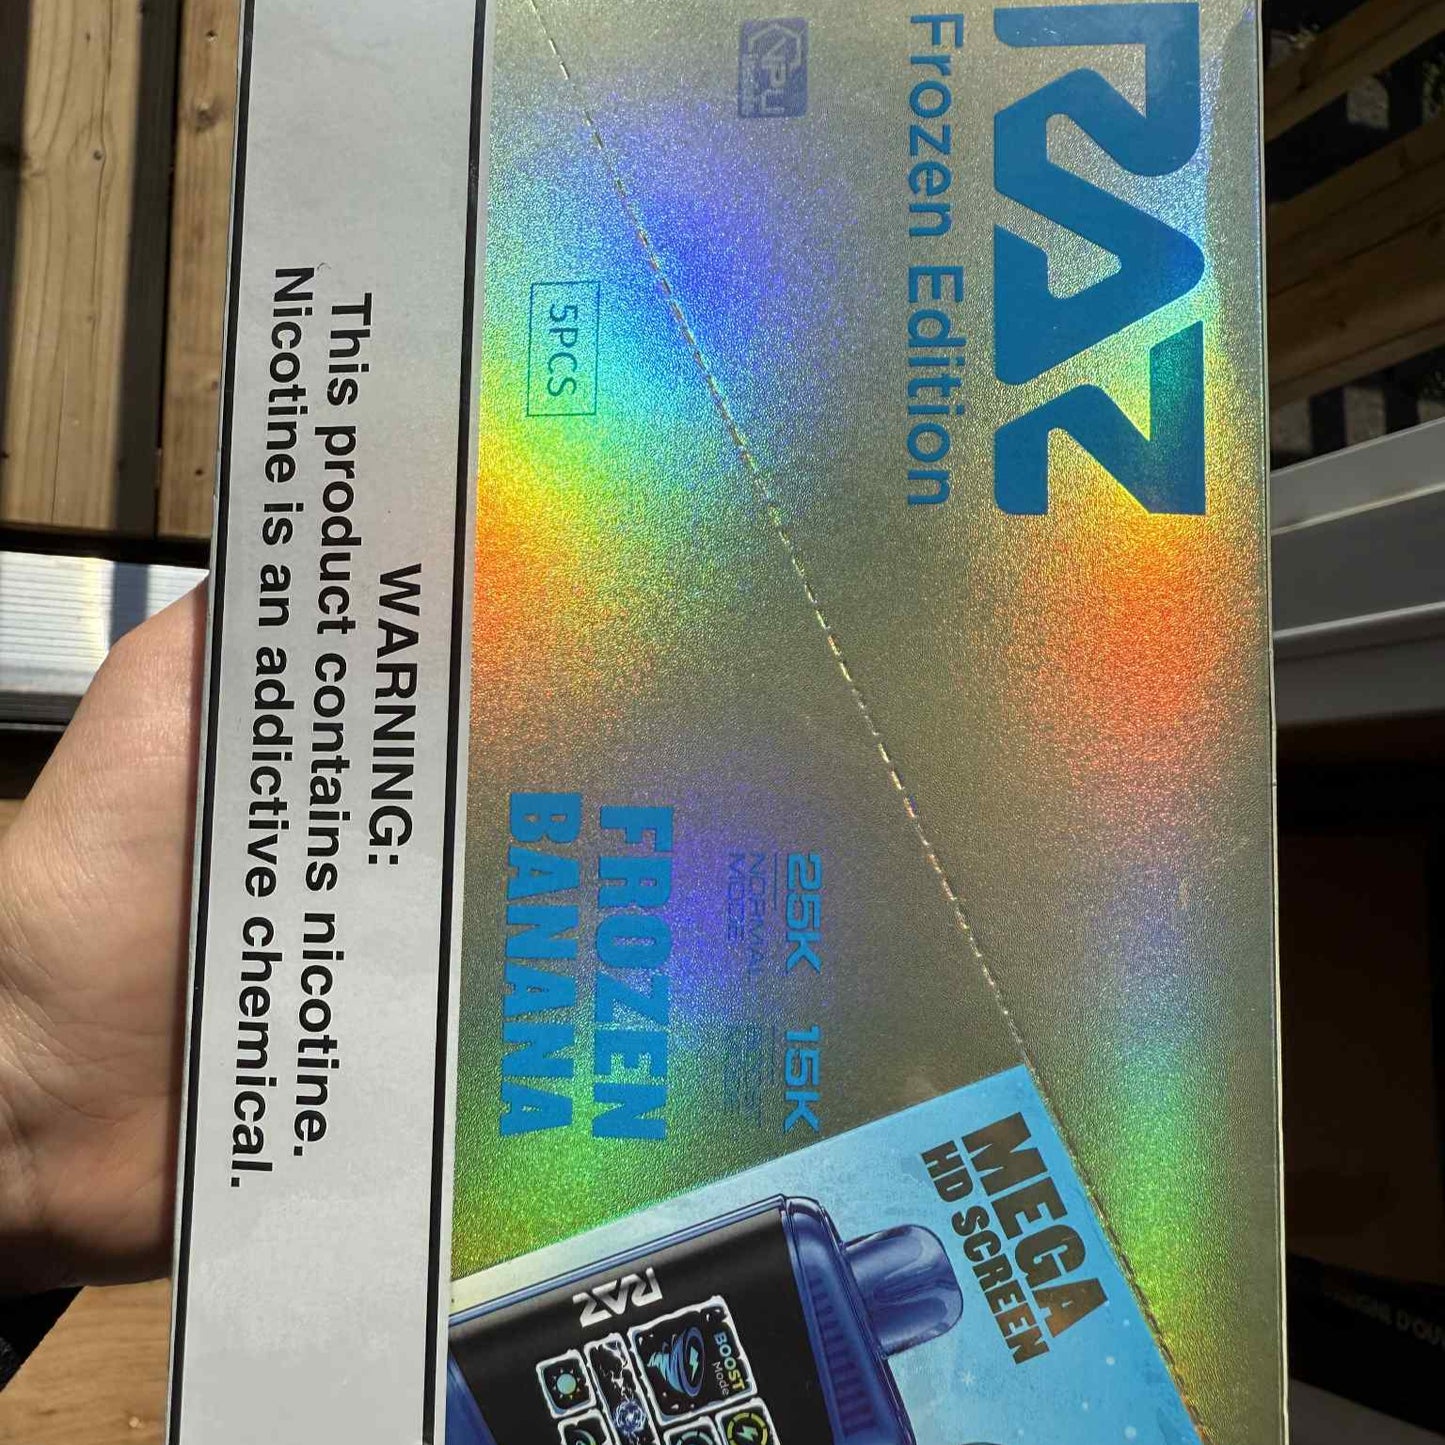 RAZ
Frozen Edition
VPU
5PCS
25K
NORMAL
MODE
15K
FROZEN
BANANA
MEGA
HD SCREEN
RAZ
BOOST
Mode
WARNING:
This product contains nicotine.
Nicotine is an addictive chemical.